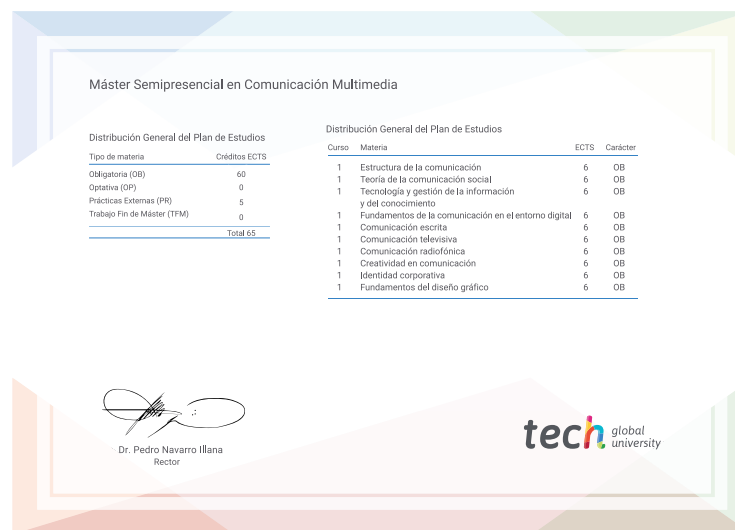 Máster Semipresencial en Comunicación Multimedia
Distribución General del Plan de Estudios
Tipo de materia Créditos ECTS
Obligatoria (OB) 60
Optativa (OP) 0
Prácticas Externas (PR) 5
Trabajo Fin de Máster (TFM) 0
Total 65
Distribución General del Plan de Estudios
Curso Materia ECTS Carácter
1 Estructura de la comunicación 6 OB
1 Teoría de la comunicación social 6 OB
1 Tecnología y gestión de la información 6 OB
y del conocimiento
1 Fundamentos de la comunicación en el entorno digital 6 OB
1 Comunicación escrita 6 OB
1 Comunicación televisiva 6 OB
1 Comunicación radiofónica 6 OB
1 Creatividad en comunicación 6 OB
1 Identidad corporativa 6 OB
1 Fundamentos del diseño gráfico 6 OB
Dr. Pedro Navarro Illana
Rector
tech global
university